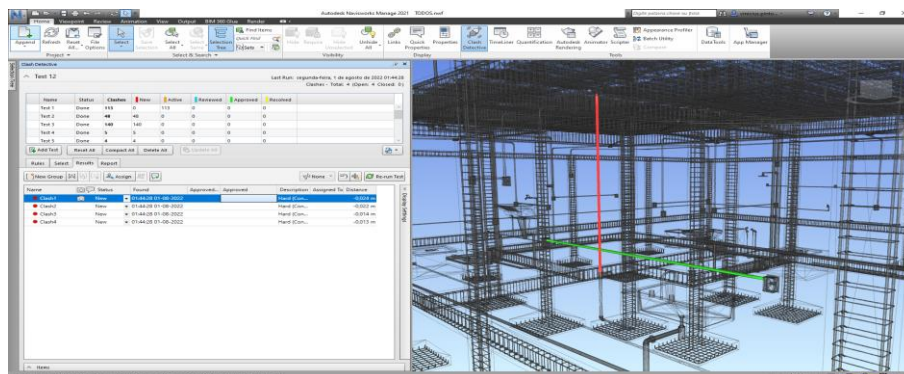 Autodesk Navisworks Manage 2021 TODOS.nwf
Home Viewpoint Review Animation View Output BIM 360 Glue Render
Append Refresh Reset All... File Options Select Save Selection Select All Select Same Selection Tree Find Items Quick Find Sets Hide Require Hide Unselected Unhide All Links Quick Properties Properties Clash Detective TimeLiner Quantification Autodesk Rendering Animator Scripter Appearance Profiler Batch Utility Compare DataTools App Manager
Project Select & Search Visibility Display Tools
Clash Detective
Test 12
Last Run: segunda-feira, 1 de agosto de 2022 01:44:28
Clashes - Total: 4 (Open: 4 Closed: 0)
Name Status Clashes New Active Reviewed Approved Resolved
Test 1 Done 113 0 113 0 0 0
Test 2 Done 48 48 0 0 0 0
Test 3 Done 140 140 0 0 0 0
Test 4 Done 5 5 0 0 0 0
Test 5 Done 4 4 0 0 0 0
Add Test Reset All Compact All Delete All Update All
Rules Select Results Report
New Group Assign None Re-run Test
Name Status Found Approved... Approved Description Assigned To Distance
Clash1 New 01:44:28 01-08-2022 Hard (Con... -0,024 m
Clash2 New 01:44:28 01-08-2022 Hard (Con... -0,022 m
Clash3 New 01:44:28 01-08-2022 Hard (Con... -0,014 m
Clash4 New 01:44:28 01-08-2022 Hard (Con... -0,013 m
Display Settings
Items